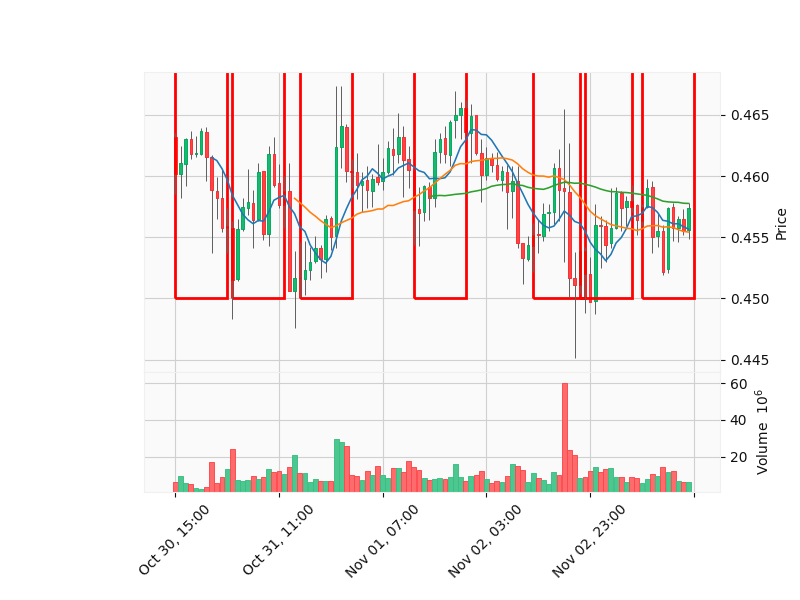 0.465
0.460
0.455
0.450
0.445
Price
60
40
20
Volume 10^6
Oct 30, 15:00
Oct 31, 11:00
Nov 01, 07:00
Nov 02, 03:00
Nov 02, 23:00